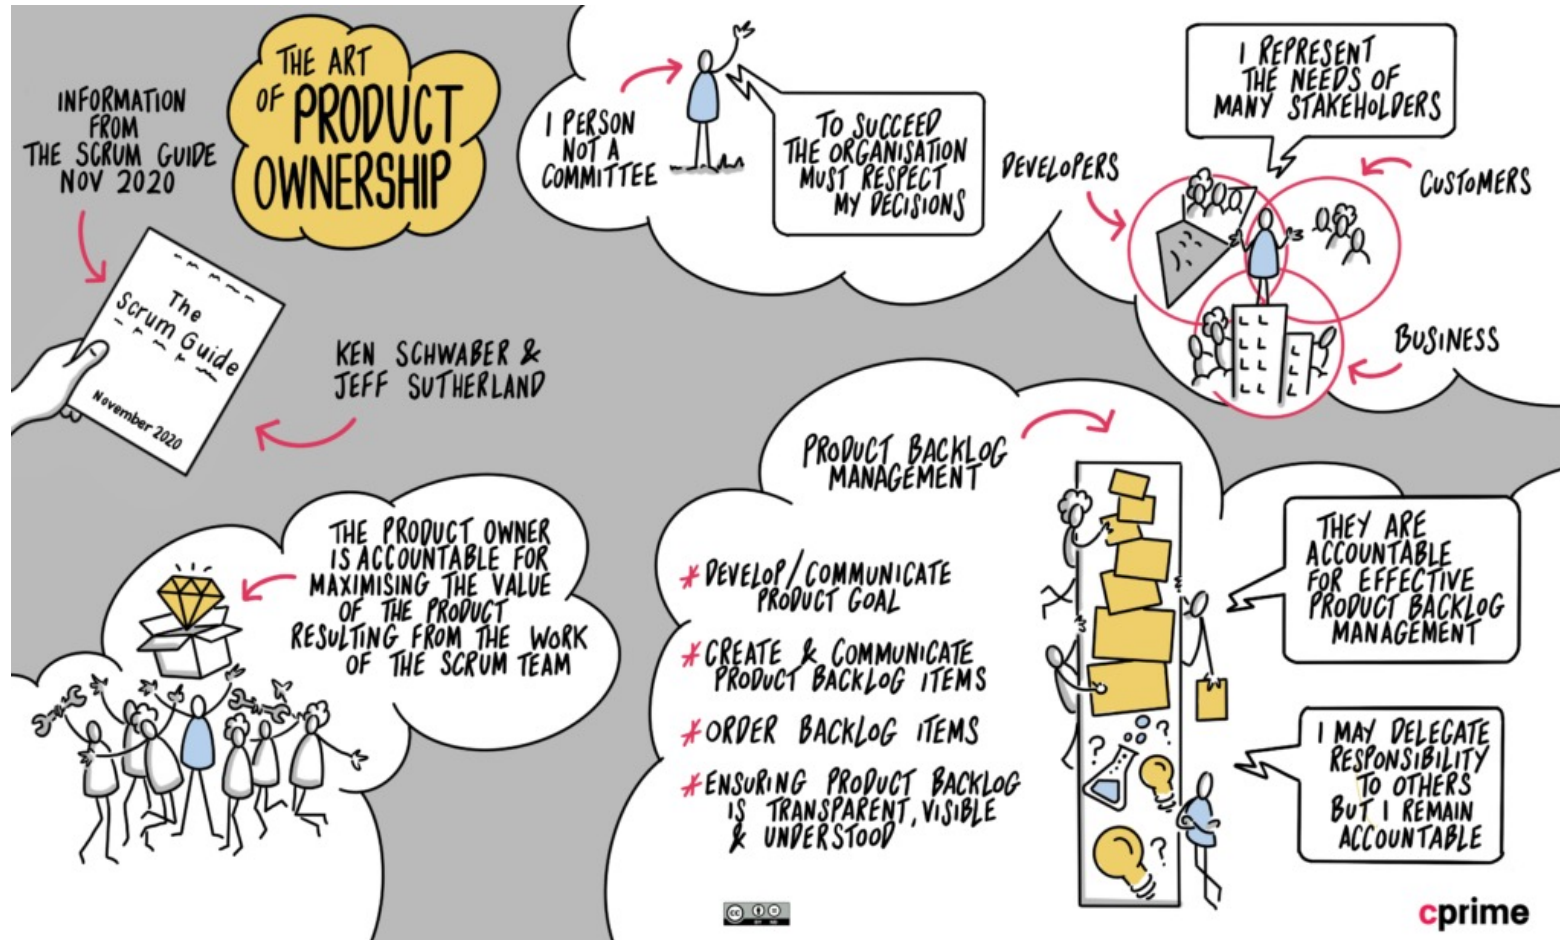 THE ART
OF PRODUCT
OWNERSHIP
INFORMATION
FROM
THE SCRUM GUIDE
NOV 2020
The
Scrum Guide
November 2020
KEN SCHWABER &
JEFF SUTHERLAND
1 PERSON
NOT A
COMMITTEE
TO SUCCEED
THE ORGANISATION
MUST RESPECT
MY DECISIONS
I REPRESENT
THE NEEDS OF
MANY STAKEHOLDERS
DEVELOPERS
CUSTOMERS
BUSINESS
THE PRODUCT OWNER
IS ACCOUNTABLE FOR
MAXIMISING THE VALUE
OF THE PRODUCT
RESULTING FROM THE WORK
OF THE SCRUM TEAM
PRODUCT BACKLOG
MANAGEMENT
* DEVELOP/COMMUNICATE
PRODUCT GOAL
* CREATE & COMMUNICATE
PRODUCT BACKLOG ITEMS
* ORDER BACKLOG ITEMS
* ENSURING PRODUCT BACKLOG
IS TRANSPARENT, VISIBLE
& UNDERSTOOD
?
?
?
?
THEY ARE
ACCOUNTABLE
FOR EFFECTIVE
PRODUCT BACKLOG
MANAGEMENT
I MAY DELEGATE
RESPONSIBILITY
TO OTHERS
BUT I REMAIN
ACCOUNTABLE
cc
cprime